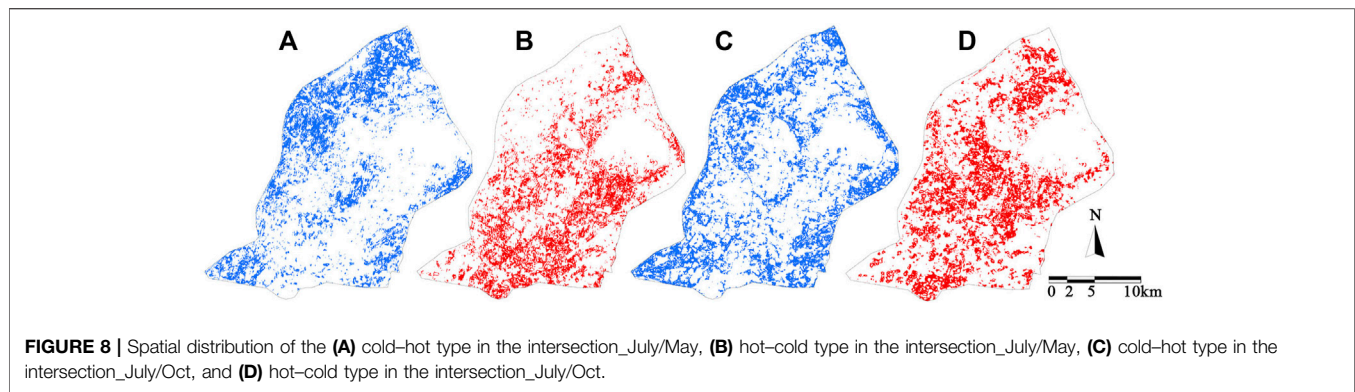 A B C D
N
0 2 5 10km
FIGURE 8 | Spatial distribution of the (A) cold–hot type in the intersection_July/May, (B) hot–cold type in the intersection_July/May, (C) cold–hot type in the
intersection_July/Oct, and (D) hot–cold type in the intersection_July/Oct.